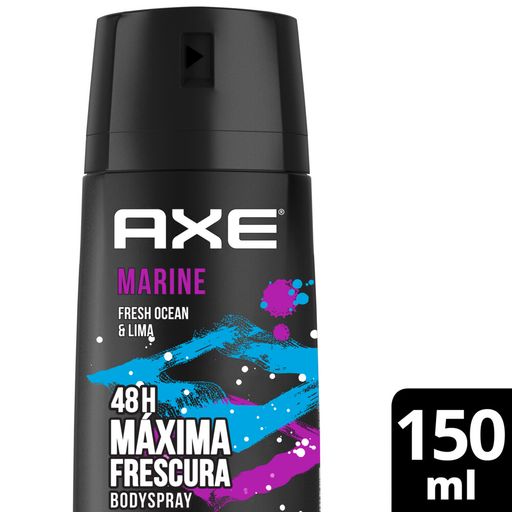 AXE®
MARINE
FRESH OCEAN
& LIMA
48H
MÁXIMA
FRESCURA
BODYSPRAY
150
ml